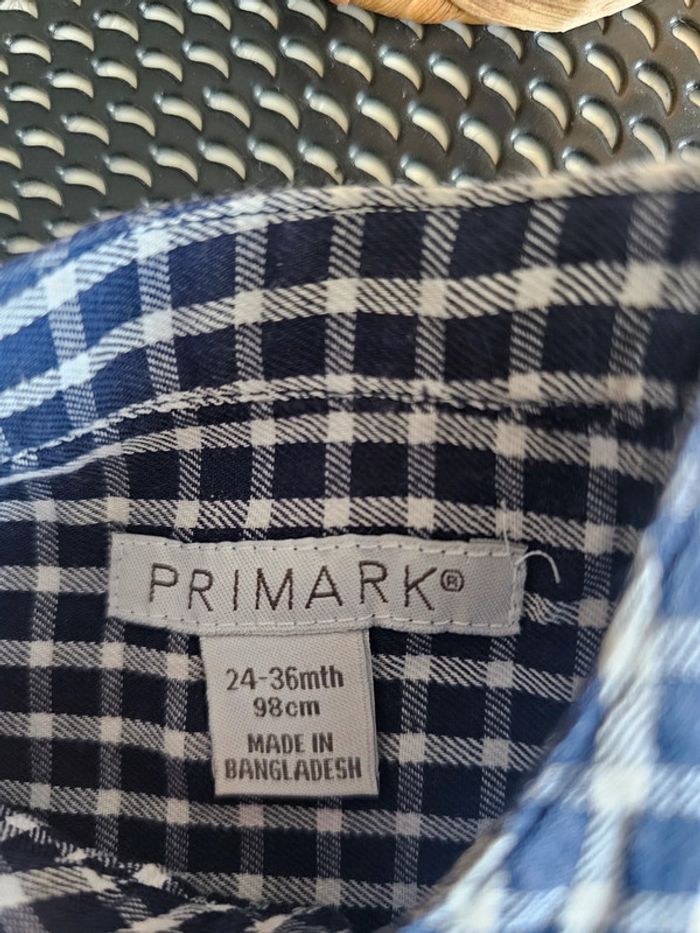 PRIMARK®
24-36mth
98cm
MADE IN
BANGLADESH